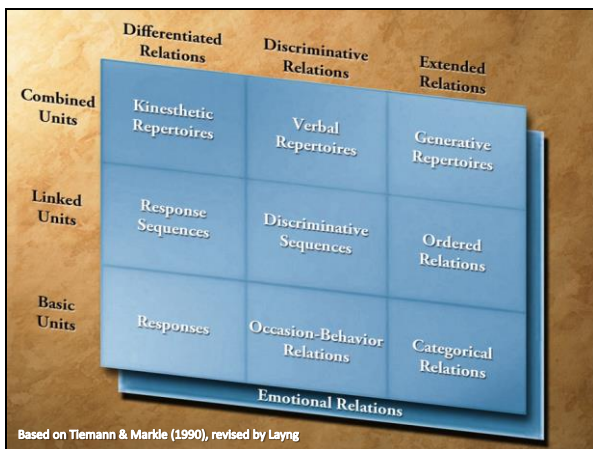 Differentiated
Relations
Discriminative
Relations
Extended
Relations
Combined
Units
Kinesthetic
Repertoires
Verbal
Repertoires
Generative
Repertoires
Linked
Units
Response
Sequences
Discriminative
Sequences
Ordered
Relations
Basic
Units
Responses
Occasion-Behavior
Relations
Categorical
Relations
Emotional Relations
Based on Tiemann & Markle (1990), revised by Layng